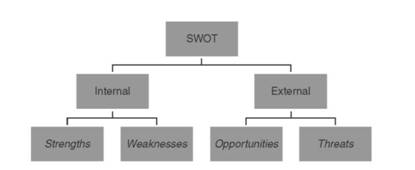 SWOT
Internal
External
Strengths
Weaknesses
Opportunities
Threats